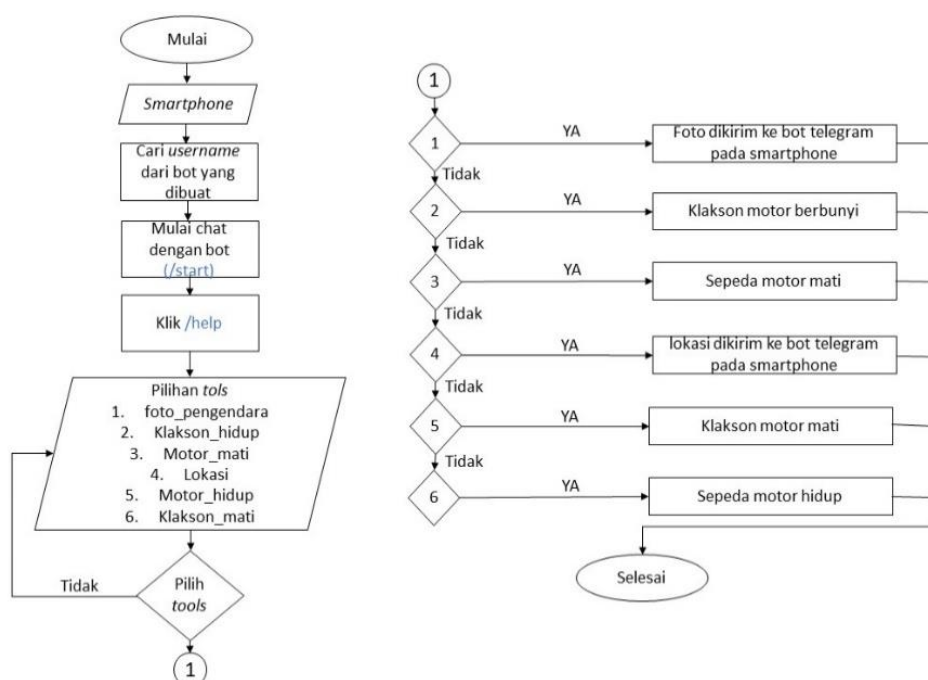 Mulai
Smartphone
Cari username
dari bot yang
dibuat
Mulai chat
dengan bot
(/start)
Klik /help
Pilihan tols
1. foto_pengendara
2. Klakson_hidup
3. Motor_mati
4. Lokasi
5. Motor_hidup
6. Klakson_mati
Tidak
Pilih
tools
1
1
1
YA
Foto dikirim ke bot telegram
pada smartphone
Tidak
2
YA
Klakson motor berbunyi
Tidak
3
YA
Sepeda motor mati
Tidak
4
YA
lokasi dikirim ke bot telegram
pada smartphone
Tidak
5
YA
Klakson motor mati
Tidak
6
YA
Sepeda motor hidup
Selesai